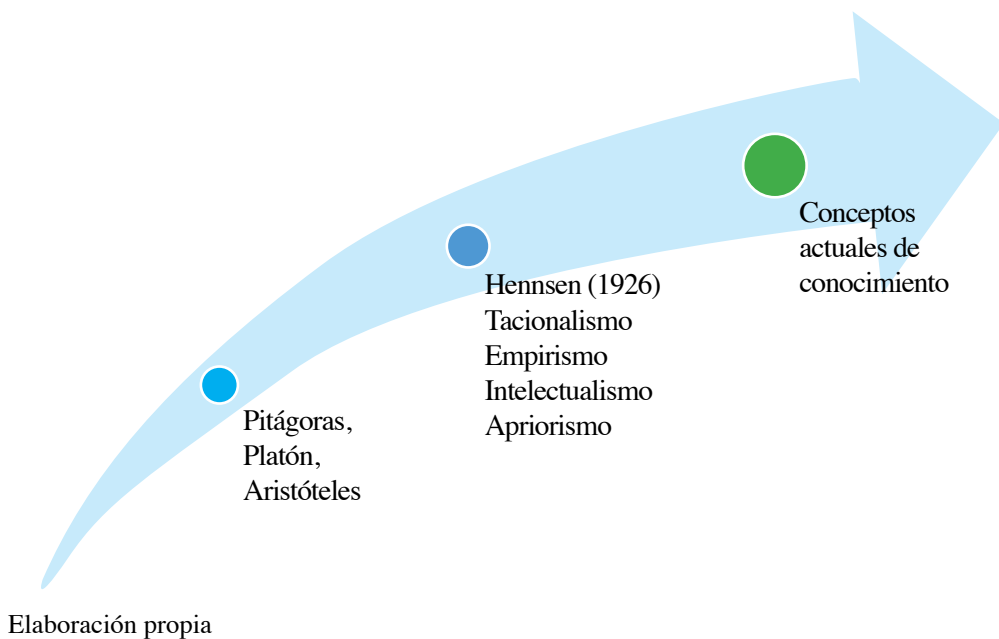 Conceptos
actuales de
conocimiento
Hennsen (1926)
Tacionalismo
Empirismo
Intelectualismo
Apriorismo
Pitágoras,
Platón,
Aristóteles
Elaboración propia